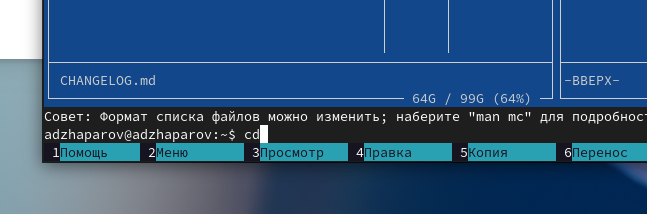 CHANGELOG.md -ВВЕРХ-
64G / 99G (64%)
Совет: Формат списка файлов можно изменить; наберите "man mc" для подробност
adzhaparov@adzhaparov:~$ cd
1Помощь 2Меню 3Просмотр 4Правка 5Копия 6Перенос